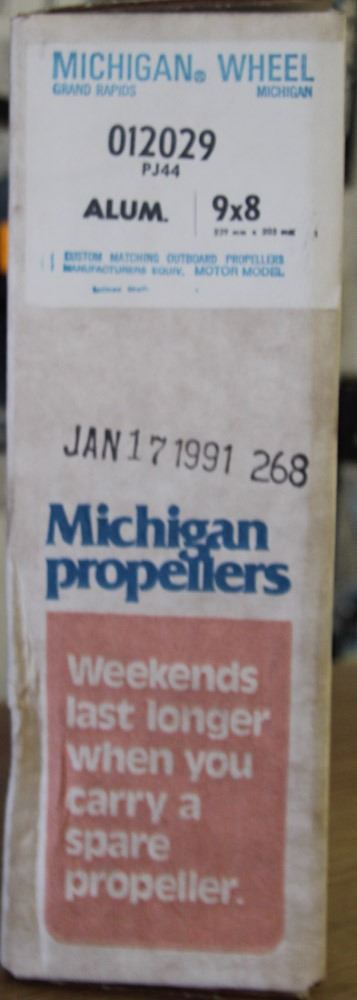 MICHIGAN® WHEEL
GRAND RAPIDS MICHIGAN
012029
PJ44
ALUM. 9x8
CUSTOM MATCHING OUTBOARD PROPELLERS
MANUFACTURERS EQUIV. MOTOR MODEL
JAN 17 1991 268
Michigan
propellers
Weekends
last longer
when you
carry a
spare
propeller.